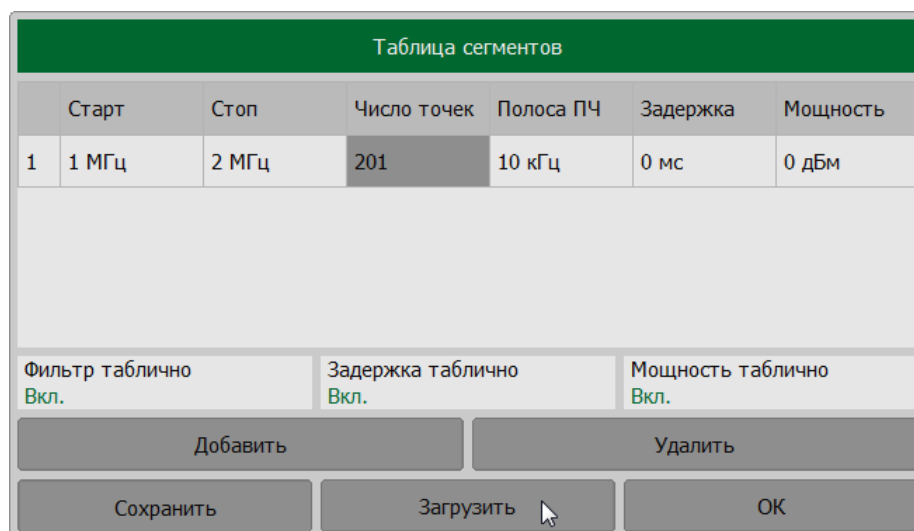 Таблица сегментов
Старт Стоп Число точек Полоса ПЧ Задержка Мощность
1 1 МГц 2 МГц 201 10 кГц 0 мс 0 дБм
Фильтр таблично Задержка таблично Мощность таблично
Вкл. Вкл. Вкл.
Добавить Удалить
Сохранить Загрузить ОК